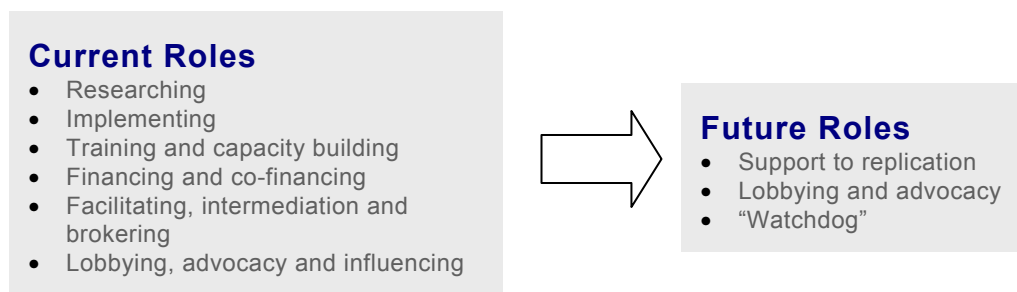 Current Roles
• Researching
• Implementing
• Training and capacity building
• Financing and co-financing
• Facilitating, intermediation and
brokering
• Lobbying, advocacy and influencing
Future Roles
• Support to replication
• Lobbying and advocacy
• “Watchdog”